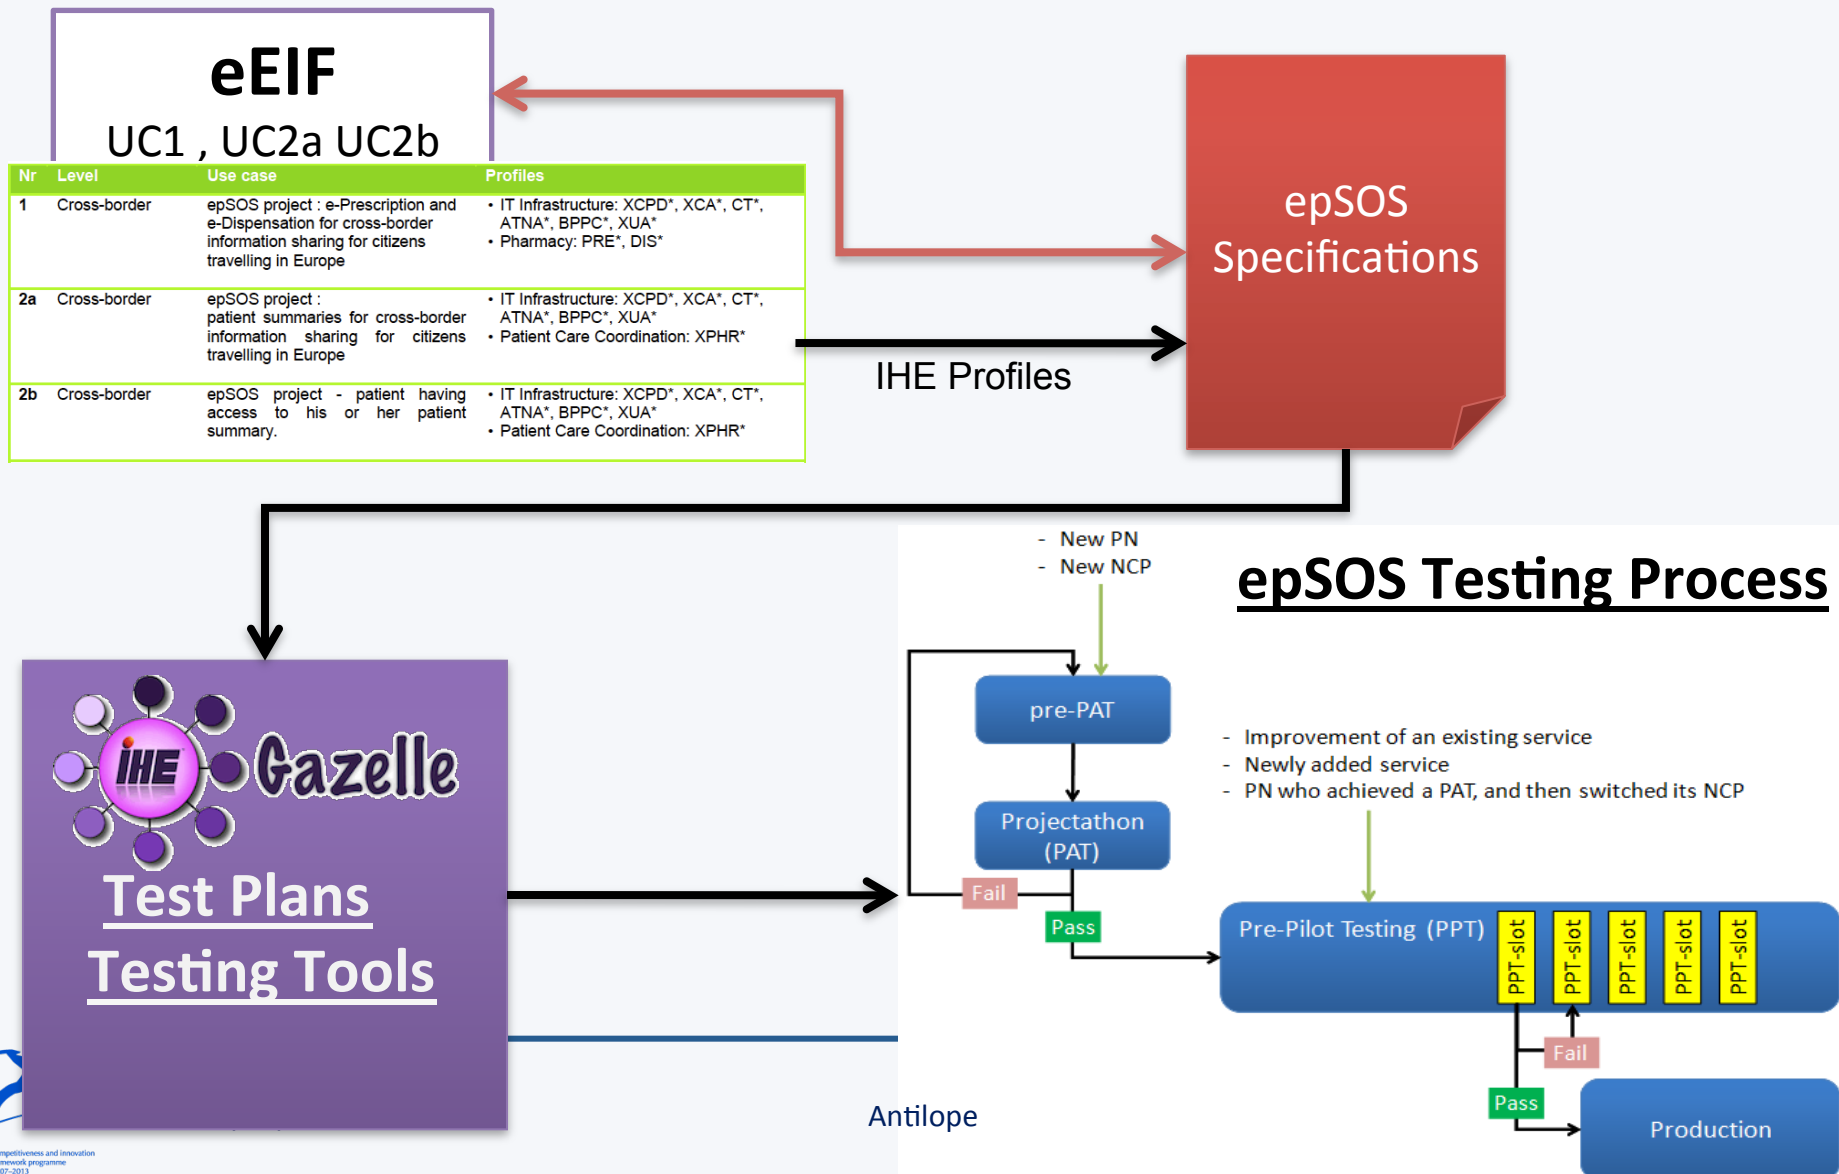 eEIF
UC1 , UC2a UC2b
Nr Level Use case Profiles
1 Cross-border epSOS project : e-Prescription and • IT Infrastructure: XCPD*, XCA*, CT*,
e-Dispensation for cross-border ATNA*, BPPC*, XUA*
information sharing for citizens • Pharmacy: PRE*, DIS*
travelling in Europe
2a Cross-border epSOS project : • IT Infrastructure: XCPD*, XCA*, CT*,
patient summaries for cross-border ATNA*, BPPC*, XUA*
information sharing for citizens • Patient Care Coordination: XPHR*
travelling in Europe
2b Cross-border epSOS project - patient having • IT Infrastructure: XCPD*, XCA*, CT*,
access to his or her patient ATNA*, BPPC*, XUA*
summary. • Patient Care Coordination: XPHR*
IHE Profiles
epSOS
Specifications
IHE Gazelle
Test Plans
Testing Tools
epSOS Testing Process
- New PN
- New NCP
pre-PAT
Projectathon
(PAT)
Fail
Pass
- Improvement of an existing service
- Newly added service
- PN who achieved a PAT, and then switched its NCP
Pre-Pilot Testing (PPT)
PPT-slot
PPT-slot
PPT-slot
PPT-slot
PPT-slot
Fail
Pass
Production
Antilope
mpetitiveness and innovation
mework programme
07-2013